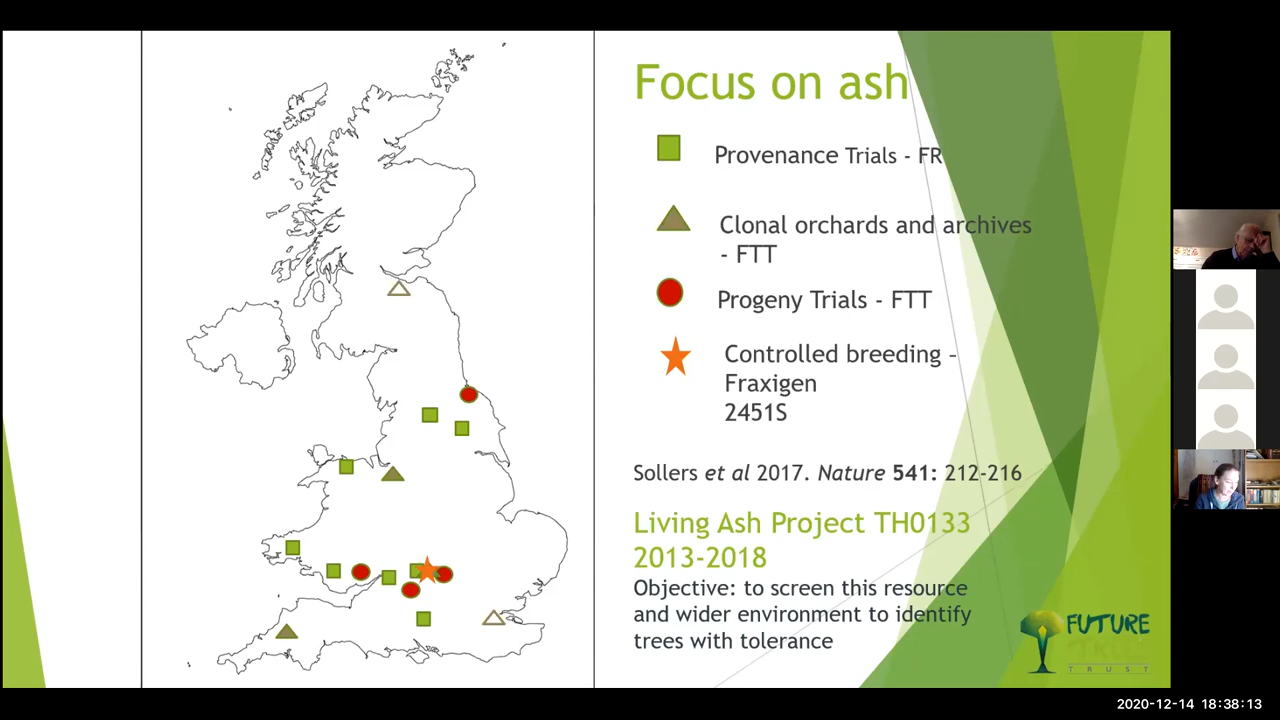 Focus on ash
Provenance Trials - FR
Clonal orchards and archives
- FTT
Progeny Trials - FTT
Controlled breeding –
Fraxigen
2451S
Sollers et al 2017. Nature 541: 212-216
Living Ash Project TH0133
2013-2018
Objective: to screen this resource
and wider environment to identify
trees with tolerance
FUTURE
TREES
TRUST
2020-12-14 18:38:13